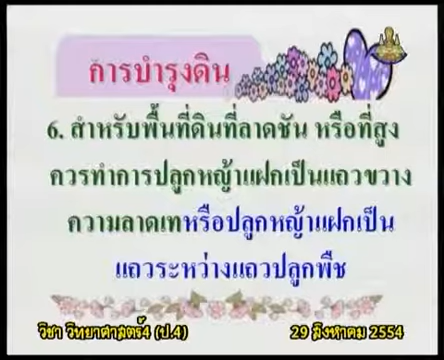 การบำรุงดิน
6. สำหรับพื้นที่ดินที่ลาดชัน หรือที่สูง
ควรทำการปลูกหญ้าแฝกเป็นแถวขวาง
ความลาดเทหรือปลูกหญ้าแฝกเป็น
แถวระหว่างแถวปลูกพืช
วิชา วิทยาศาสตร์4 (ป.4)
29 สิงหาคม 2554